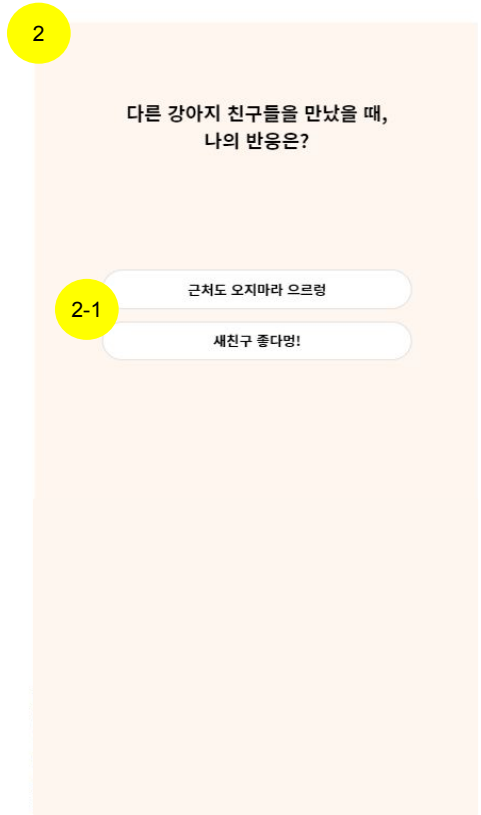 2
다른 강아지 친구들을 만났을 때,
나의 반응은?
2-1
근처도 오지마라 으르렁
새친구 좋다멍!